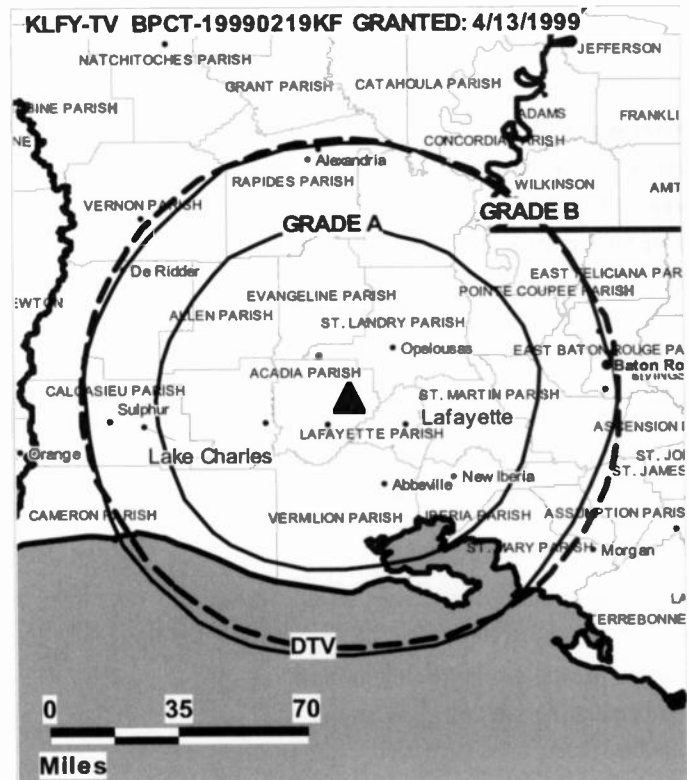 KLFY-TV BPCT-19990219KF GRANTED: 4/13/1999
JEFFERSON
NATCHITOCHES PARISH
GRANT PARISH
CATAHOULA PARISH
BINE PARISH
ADAMS
FRANKLI
NE
CONCORDIA PARISH
Alexandria
RAPIDES PARISH
WILKINSON
AMIT
VERNON PARISH
GRADE A
GRADE B
De Ridder
EAST FELICIANA PAR
EWTON
EVANGELINE PARISH
POINTE COUPEE PARISH
ALLEN PARISH
ST. LANDRY PARISH
Opelousas
EAST BATON ROUGE PA
ACADIA PARISH
Baton Ro
CALCASIEU PARISH
ST. MARTIN PARISH
Sulphur
Lafayette
ASCENSION
LAFAYETTE PARISH
Orange
Lake Charles
ST. JO
ST. JAMES
New Iberia
Abbeville
CAMERON PARISH
VERMILION PARISH
IBERIA PARISH
ASSUMPTION PARIS
ST. MARY PARISH
Morgan
LA
TERREBONNE
DTV
0 35 70
Miles